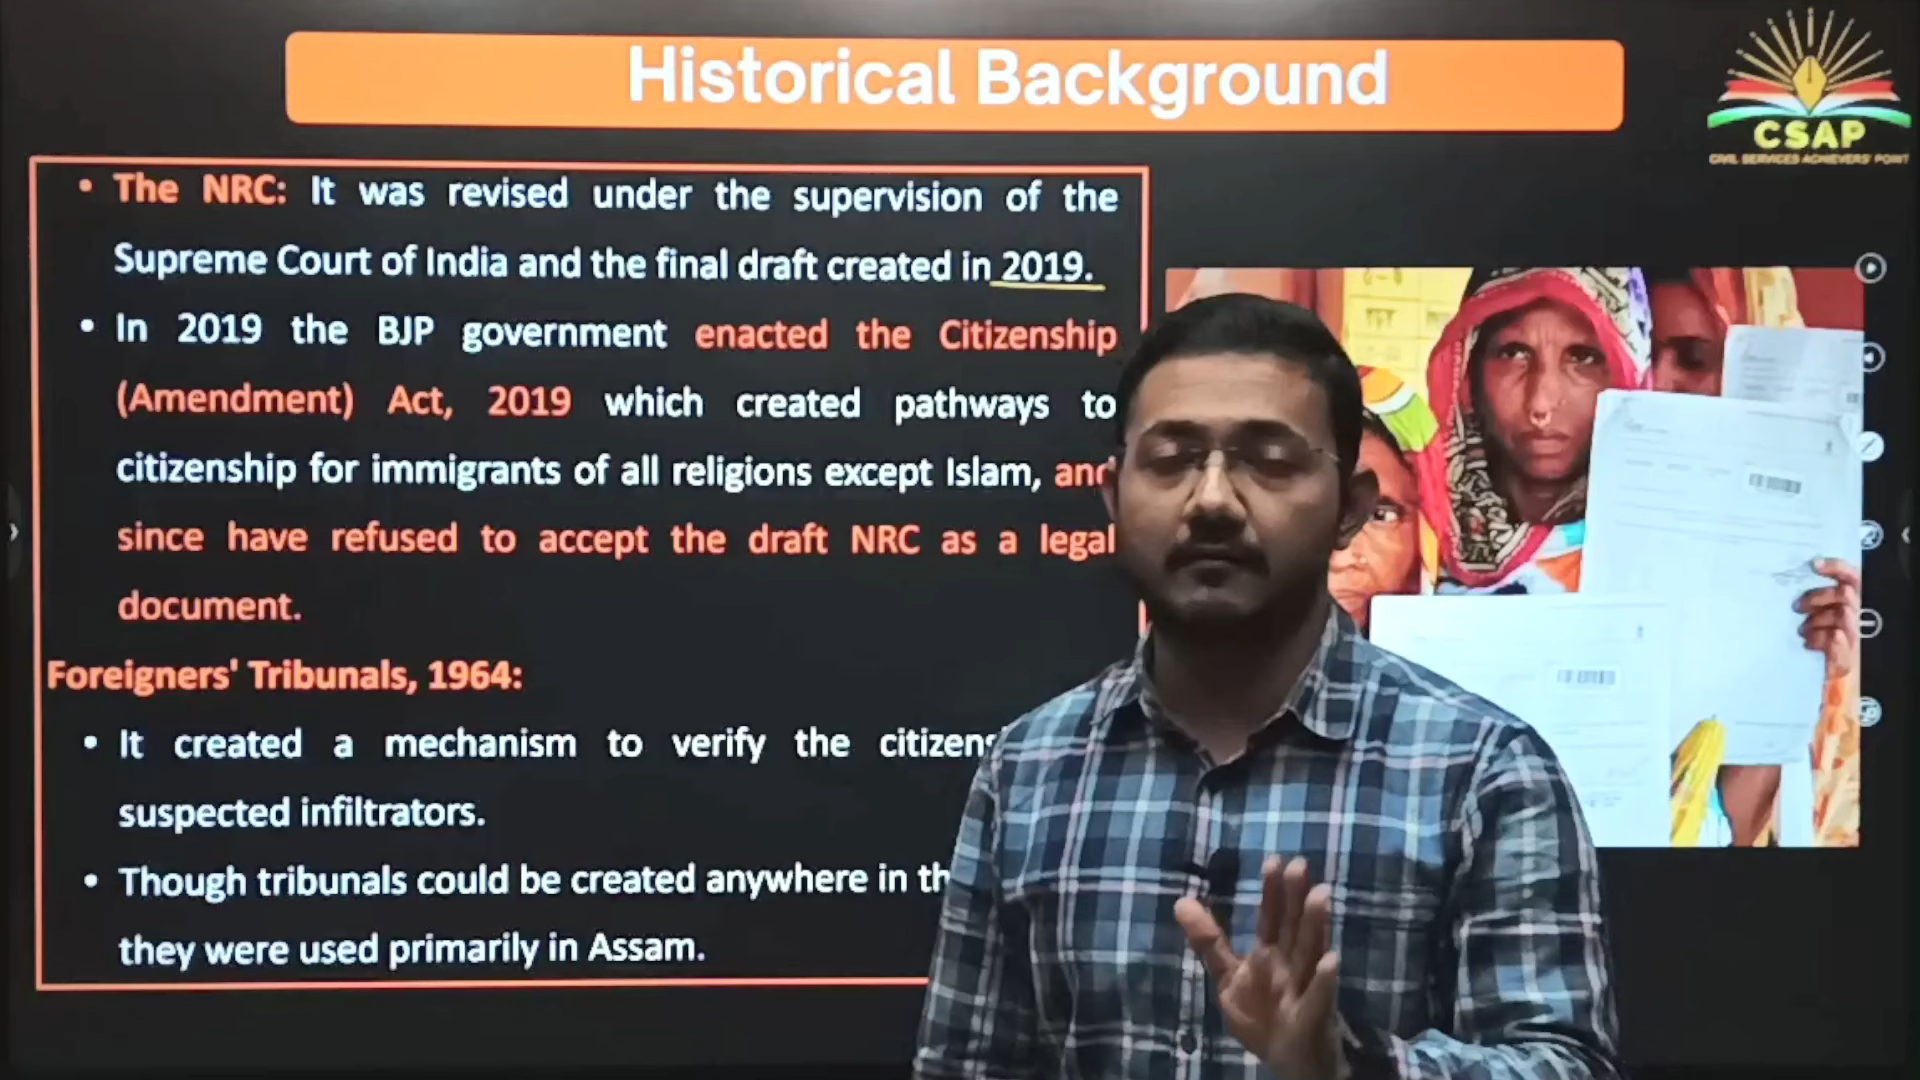 Historical Background
CSAP
CIVIL SERVICES ACHIEVERS' POINT
• The NRC: It was revised under the supervision of the
Supreme Court of India and the final draft created in 2019.
• In 2019 the BJP government enacted the Citizenship
(Amendment) Act, 2019 which created pathways to
citizenship for immigrants of all religions except Islam, and
since have refused to accept the draft NRC as a legal
document.
Foreigners' Tribunals, 1964:
• It created a mechanism to verify the
suspected infiltrators.
• Though tribunals could be created anywhere in
they were used primarily in Assam.